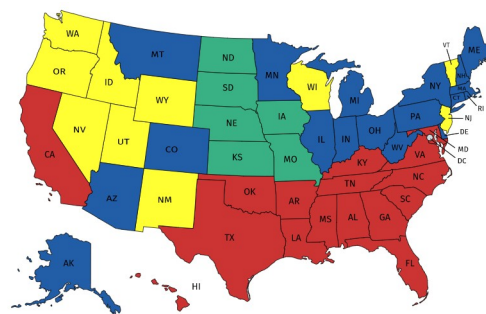 WA
MT
ND
MN
VT
ME
OR
ID
SD
WI
NY
NH
MA
WY
MI
CT
RI
NV
NE
IA
PA
NJ
UT
CO
IL
IN
OH
DE
CA
KS
MO
WV
MD
KY
VA
DC
AZ
NM
OK
AR
TN
NC
SC
TX
LA
MS
AL
GA
AK
HI
FL